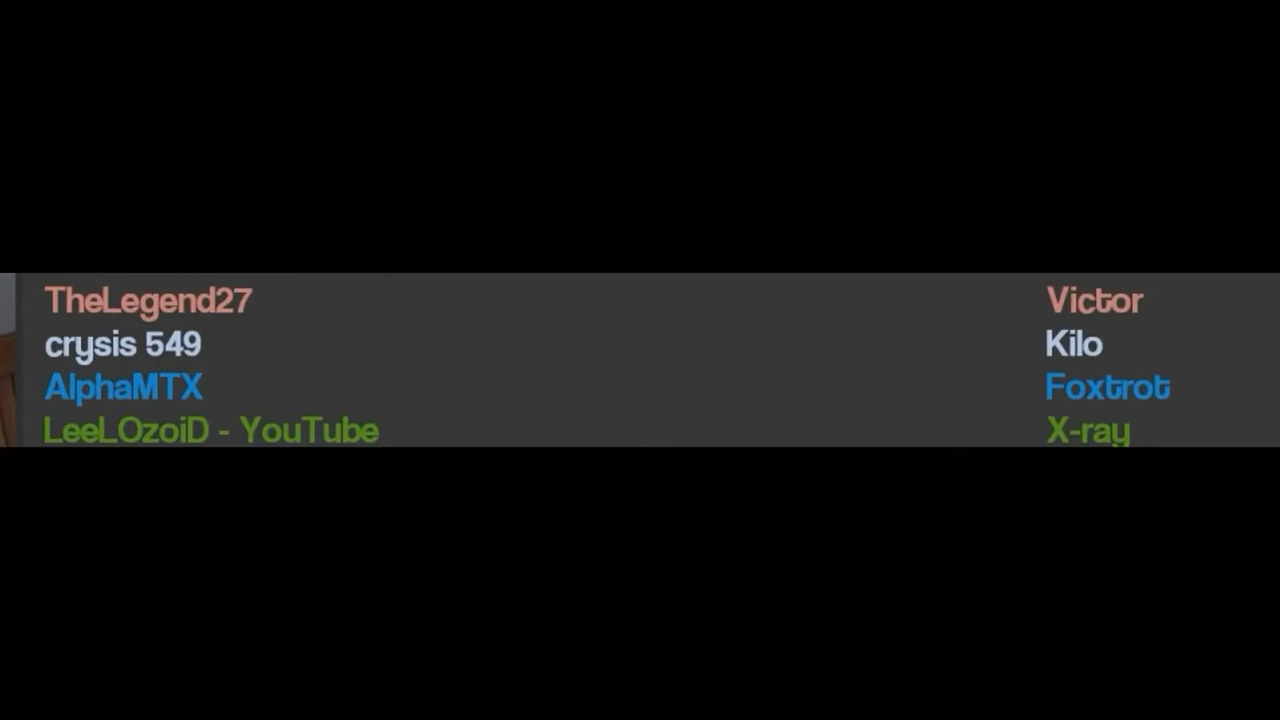 TheLegend27 Victor
crysis 549 Kilo
AlphaMTX Foxtrot
LeeLOzoiD - YouTube X-ray